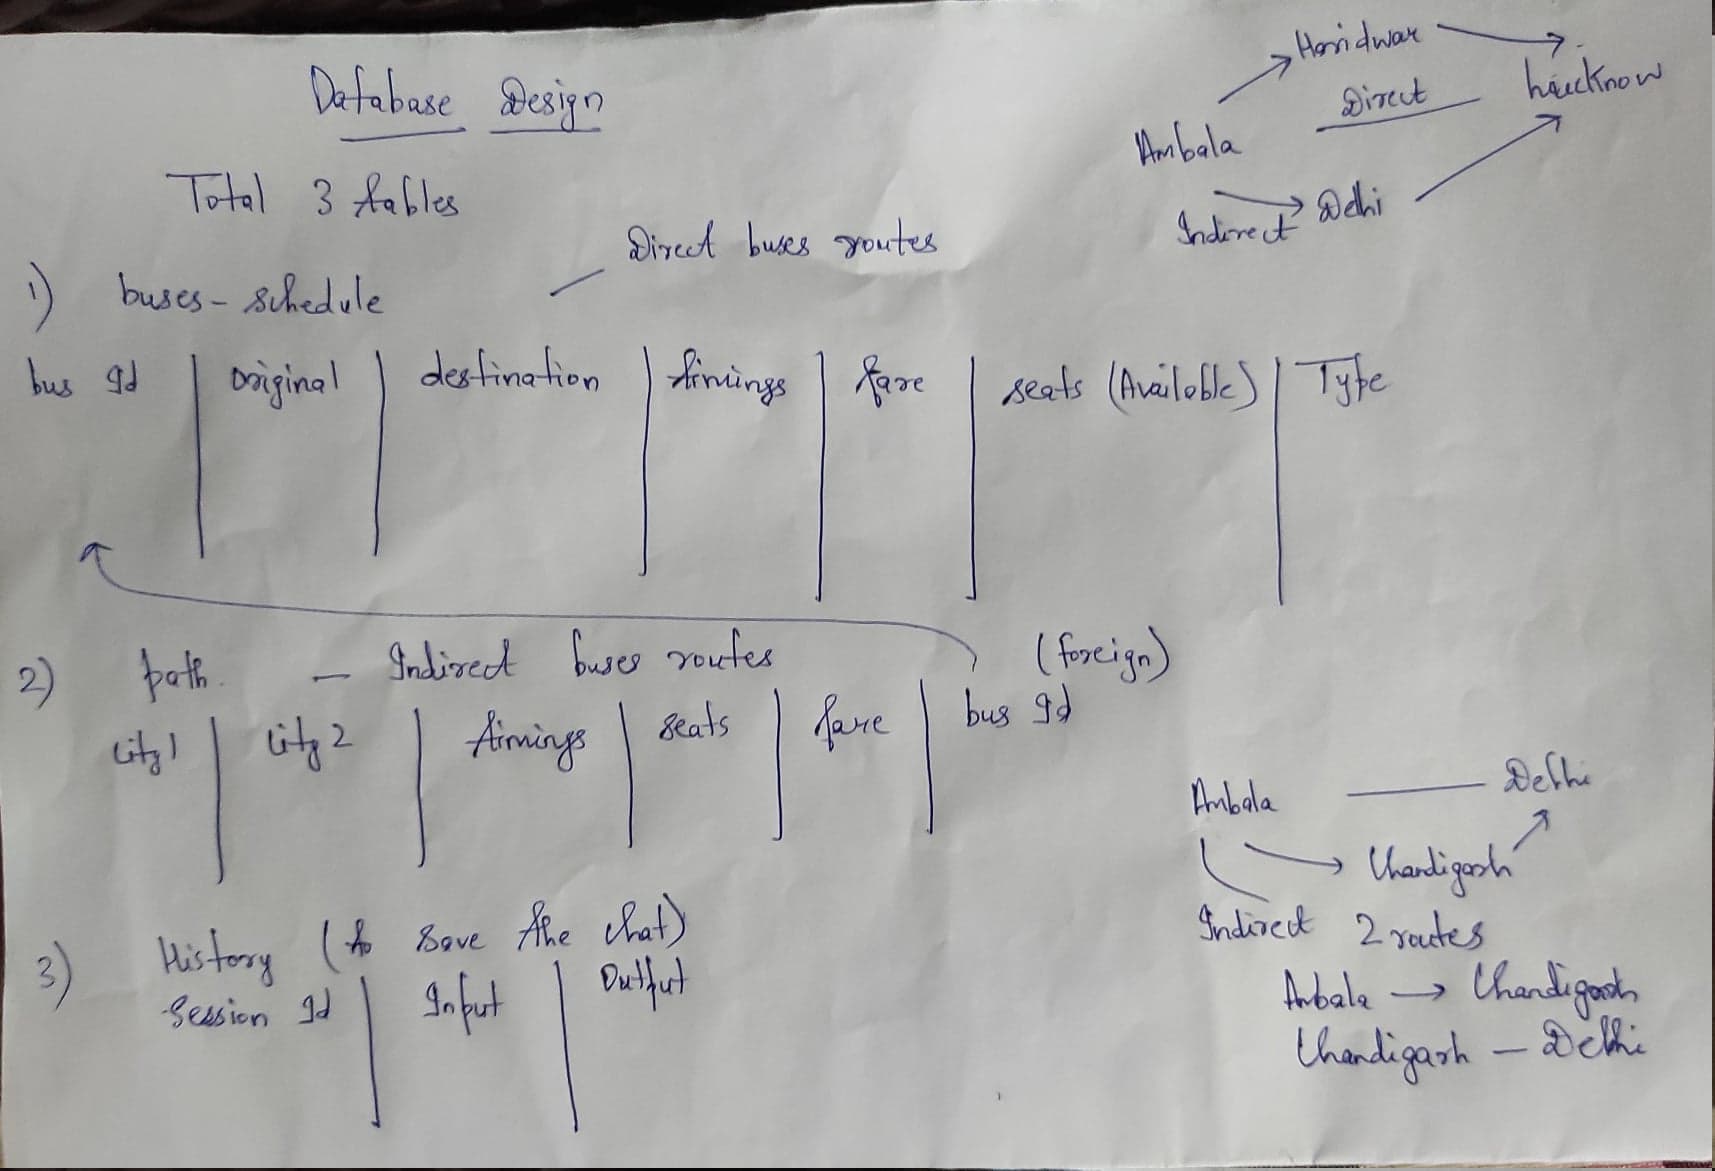 Database Design
Total 3 tables
1) buses - schedule — Direct buses routes
bus Id | original | destination | timings | fare | seats (Available) | Type
2) path. — Indirect buses routes (foreign)
city 1 | city 2 | timings | seats | fare | bus Id
3) History (to save the chat)
Session Id | Input | Output
Haridwar
Direct
Lucknow
Ambala
Delhi
Indirect
Ambala — Delhi
Chandigarh
Indirect 2 routes
Ambala → Chandigarh
Chandigarh — Delhi